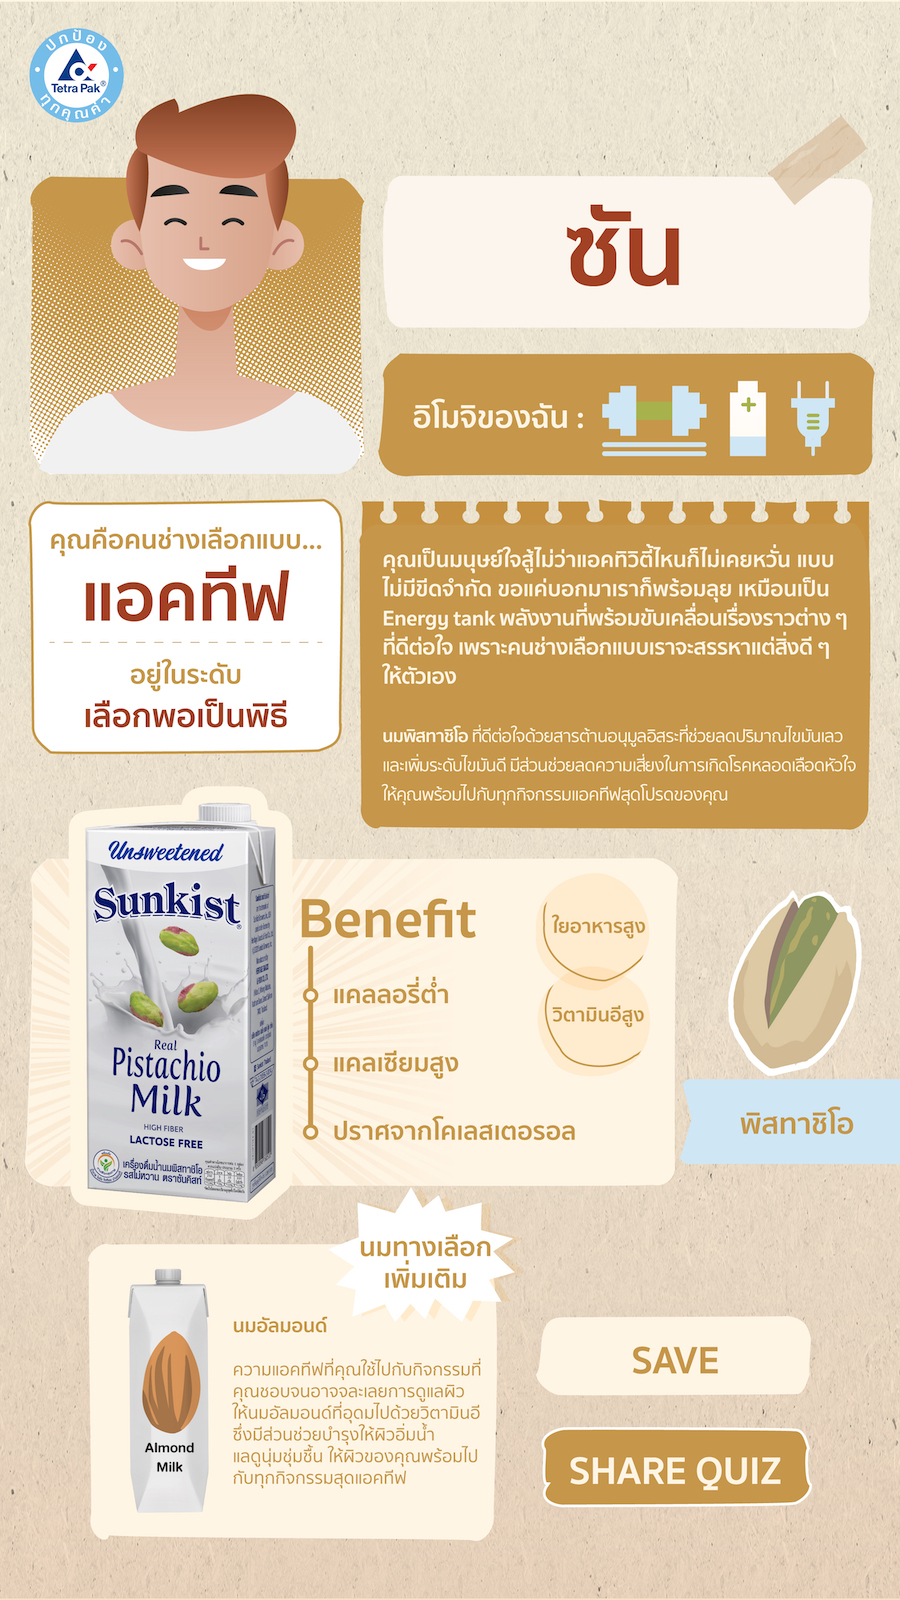 ปกป้อง
Tetra Pak®
ทุกคุณค่า
ซัน
อิโมจิของฉัน :
คุณคือคนช่างเลือกแบบ...
แอคทีฟ
อยู่ในระดับ
เลือกพอเป็นพิธี
คุณเป็นมนุษย์ใจสู้ไม่ว่าแอคทิวิตี้ไหนก็ไม่เคยหวั่น แบบ
ไม่มีขีดจำกัด ขอแค่บอกมาเราก็พร้อมลุย เหมือนเป็น
Energy tank พลังงานที่พร้อมขับเคลื่อนเรื่องราวต่าง ๆ
ที่ดีต่อใจ เพราะคนช่างเลือกแบบเราจะสรรหาแต่สิ่งดี ๆ
ให้ตัวเอง
นมพิสทาชิโอ ที่ดีต่อใจด้วยสารต้านอนุมูลอิสระที่ช่วยลดปริมาณไขมันเลว
และเพิ่มระดับไขมันดี มีส่วนช่วยลดความเสี่ยงในการเกิดโรคหลอดเลือดหัวใจ
ให้คุณพร้อมไปกับทุกกิจกรรมแอคทีฟสุดโปรดของคุณ
Unsweetened
Sunkist®
Real
Pistachio
Milk
HIGH FIBER
LACTOSE FREE
เครื่องดื่มน้ำนมพิสทาชิโอ
รสไม่หวาน ตราซันคิสท์
Benefit
แคลลอรี่ต่ำ
แคลเซียมสูง
ปราศจากโคเลสเตอรอล
ใยอาหารสูง
วิตามินอีสูง
พิสทาชิโอ
นมทางเลือก
เพิ่มเติม
Almond
Milk
นมอัลมอนด์
ความแอคทีฟที่คุณใช้ไปกับกิจกรรมที่
คุณชอบจนอาจจละเลยการดูแลผิว
ให้นมอัลมอนด์ที่อุดมไปด้วยวิตามินอี
ซึ่งมีส่วนช่วยบำรุงให้ผิวอิ่มน้ำ
แลดูนุ่มชุ่มชื้น ให้ผิวของคุณพร้อมไป
กับทุกกิจกรรมสุดแอคทีฟ
SAVE
SHARE QUIZ